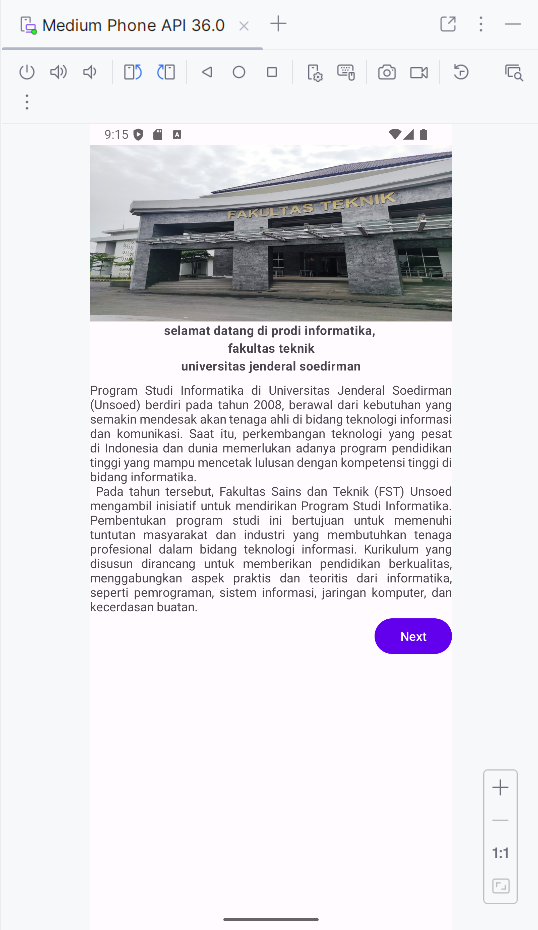 Medium Phone API 36.0
9:15
FAKULTAS TEKNIK
selamat datang di prodi informatika,
fakultas teknik
universitas jenderal soedirman
Program Studi Informatika di Universitas Jenderal Soedirman
(Unsoed) berdiri pada tahun 2008, berawal dari kebutuhan yang
semakin mendesak akan tenaga ahli di bidang teknologi informasi
dan komunikasi. Saat itu, perkembangan teknologi yang pesat
di Indonesia dan dunia memerlukan adanya program pendidikan
tinggi yang mampu mencetak lulusan dengan kompetensi tinggi di
bidang informatika.
Pada tahun tersebut, Fakultas Sains dan Teknik (FST) Unsoed
mengambil inisiatif untuk mendirikan Program Studi Informatika.
Pembentukan program studi ini bertujuan untuk memenuhi
tuntutan masyarakat dan industri yang membutuhkan tenaga
profesional dalam bidang teknologi informasi. Kurikulum yang
disusun dirancang untuk memberikan pendidikan berkualitas,
menggabungkan aspek praktis dan teoritis dari informatika,
seperti pemrograman, sistem informasi, jaringan komputer, dan
kecerdasan buatan.
Next
1:1